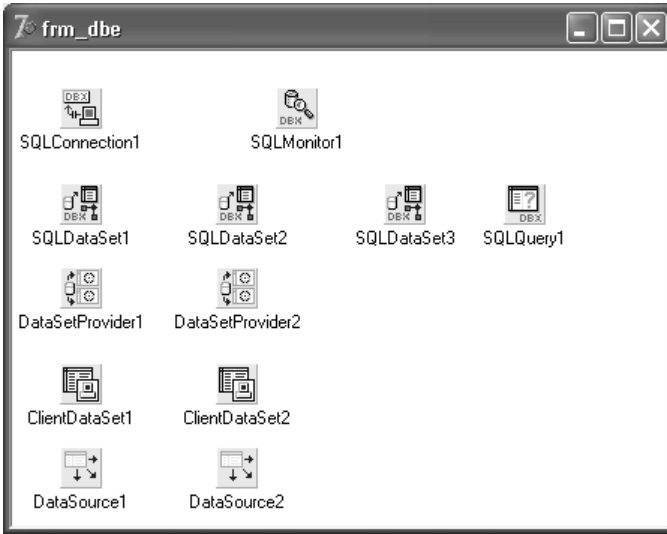 7 frm_dbe
DBX
SQLConnection1
DBX
SQLMonitor1
DBX
SQLDataSet1
DBX
SQLDataSet2
DBX
SQLDataSet3
? DBX
SQLQuery1
DataSetProvider1
DataSetProvider2
ClientDataSet1
ClientDataSet2
DataSource1
DataSource2